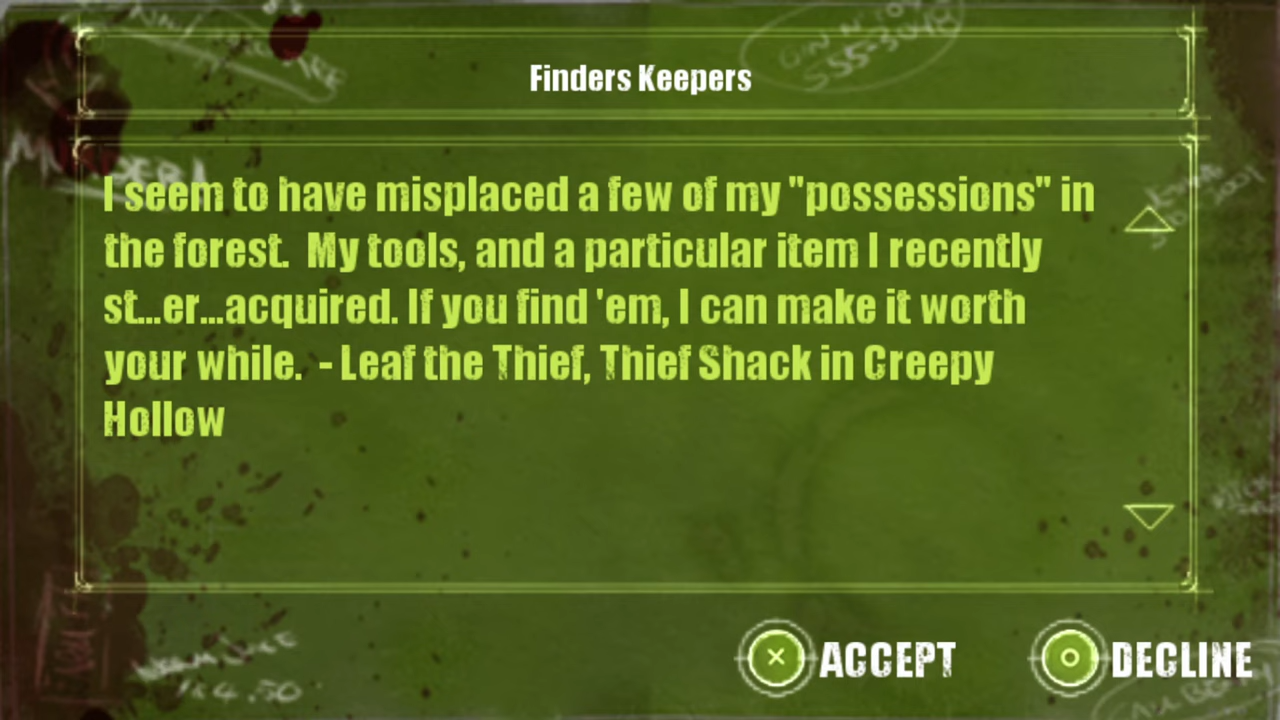 Finders Keepers
I seem to have misplaced a few of my "possessions" in
the forest.  My tools, and a particular item I recently
st...er...acquired. If you find 'em, I can make it worth
your while.  - Leaf the Thief, Thief Shack in Creepy
Hollow
ACCEPT DECLINE